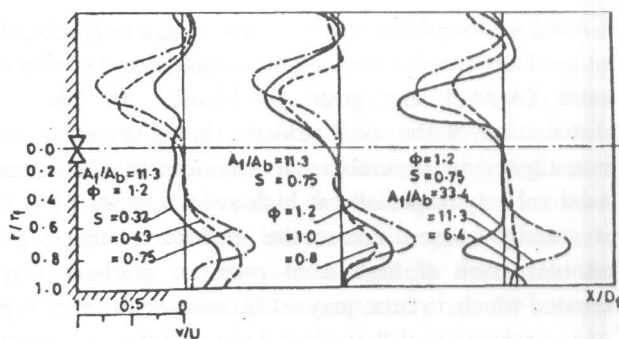 0·0
0·2
0·4
0·6
0·8
1·0
r / rf
A₁/Ab=11·3
Φ = 1·2
S = 0·32
= 0·43
= 0·75
A₁/Ab=11·3
S = 0·75
Φ = 1·2
= 1·0
= 0·8
Φ = 1·2
S = 0·75
A₁/Ab=33·4
= 11·3
= 6·4
0·5
0
v/U
X/D